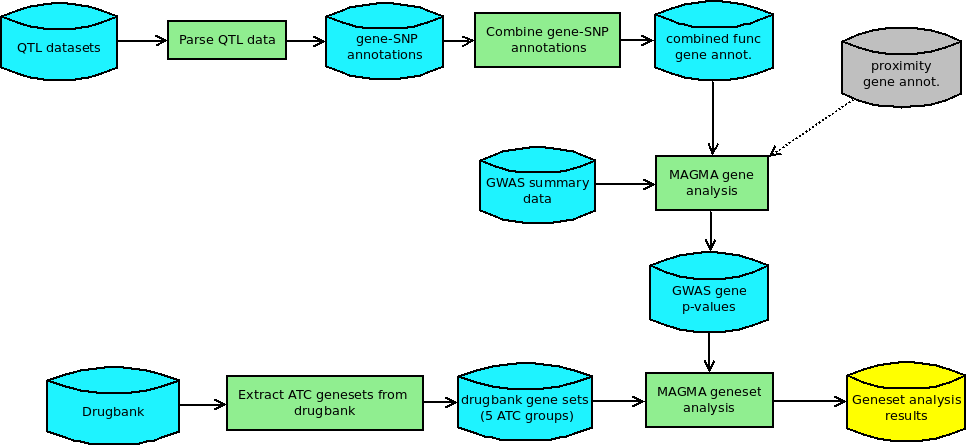 QTL datasets
Parse QTL data
gene-SNP
annotations
Combine gene-SNP
annotations
combined func
gene annot.
proximity
gene annot.
GWAS summary
data
MAGMA gene
analysis
GWAS gene
p-values
Drugbank
Extract ATC genesets from
drugbank
drugbank gene sets
(5 ATC groups)
MAGMA geneset
analysis
Geneset analysis
results